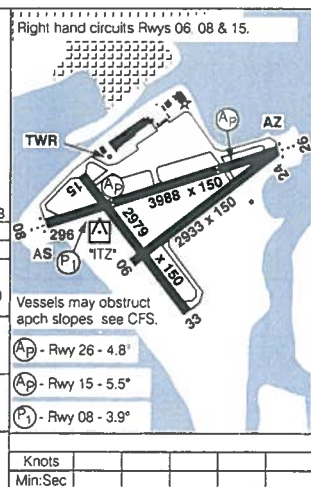 Right hand circuits Rwys 06, 08 & 15.
AP
AZ
TWR
26
24
15
AP
3988 x 150
08
296
2979
2933 x 150
AS
P1
"ITZ"
06
x 150
33
Vessels may obstruct
apch slopes see CFS.
AP - Rwy 26 - 4.8°
AP - Rwy 15 - 5.5°
P1 - Rwy 08 - 3.9°
Knots
Min:Sec